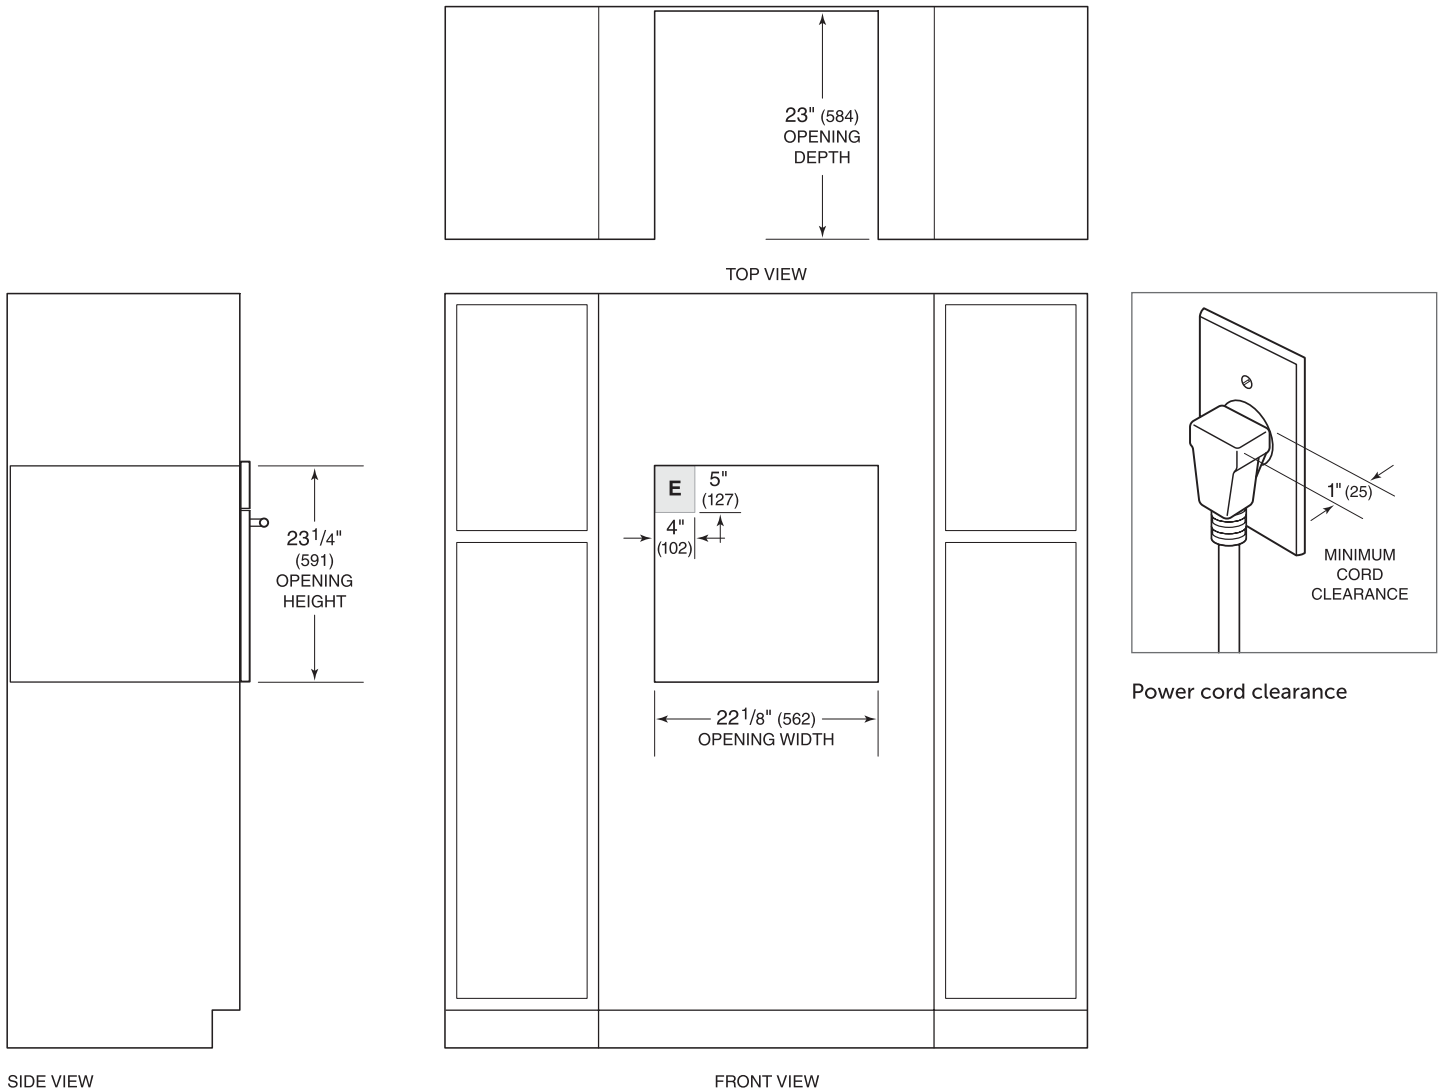 23" (584)
OPENING
DEPTH
TOP VIEW
E
5"
(127)
4"
(102)
23 1/4"
(591)
OPENING
HEIGHT
22 1/8" (562)
OPENING WIDTH
1" (25)
MINIMUM
CORD
CLEARANCE
Power cord clearance
SIDE VIEW
FRONT VIEW